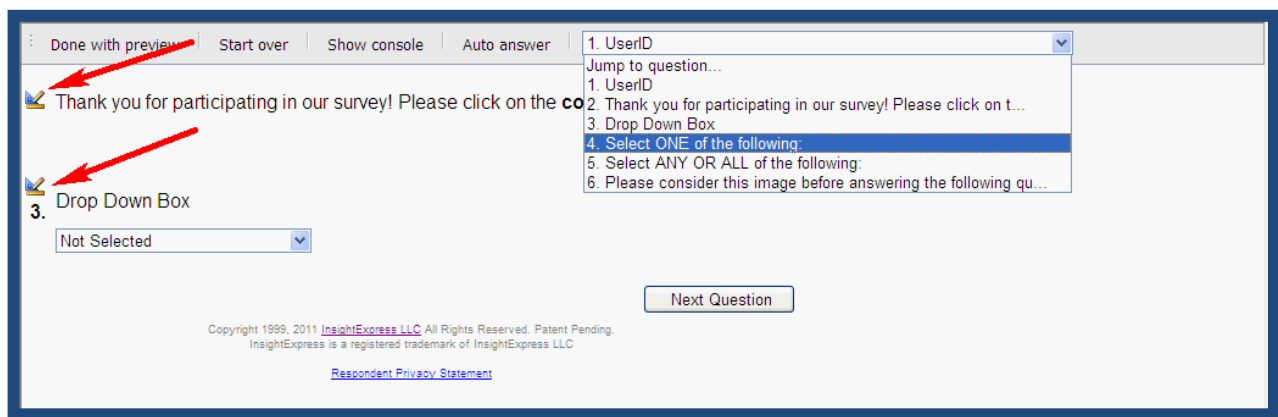 Done with preview Start over Show console Auto answer 1. UserID
Jump to question...
1. UserID
Thank you for participating in our survey! Please click on the co
2. Thank you for participating in our survey! Please click on t...
3. Drop Down Box
4. Select ONE of the following:
5. Select ANY OR ALL of the following:
6. Please consider this image before answering the following qu...
3. Drop Down Box
Not Selected
Next Question
Copyright 1999, 2011 InsightExpress LLC All Rights Reserved. Patent Pending.
InsightExpress is a registered trademark of InsightExpress LLC
Respondent Privacy Statement